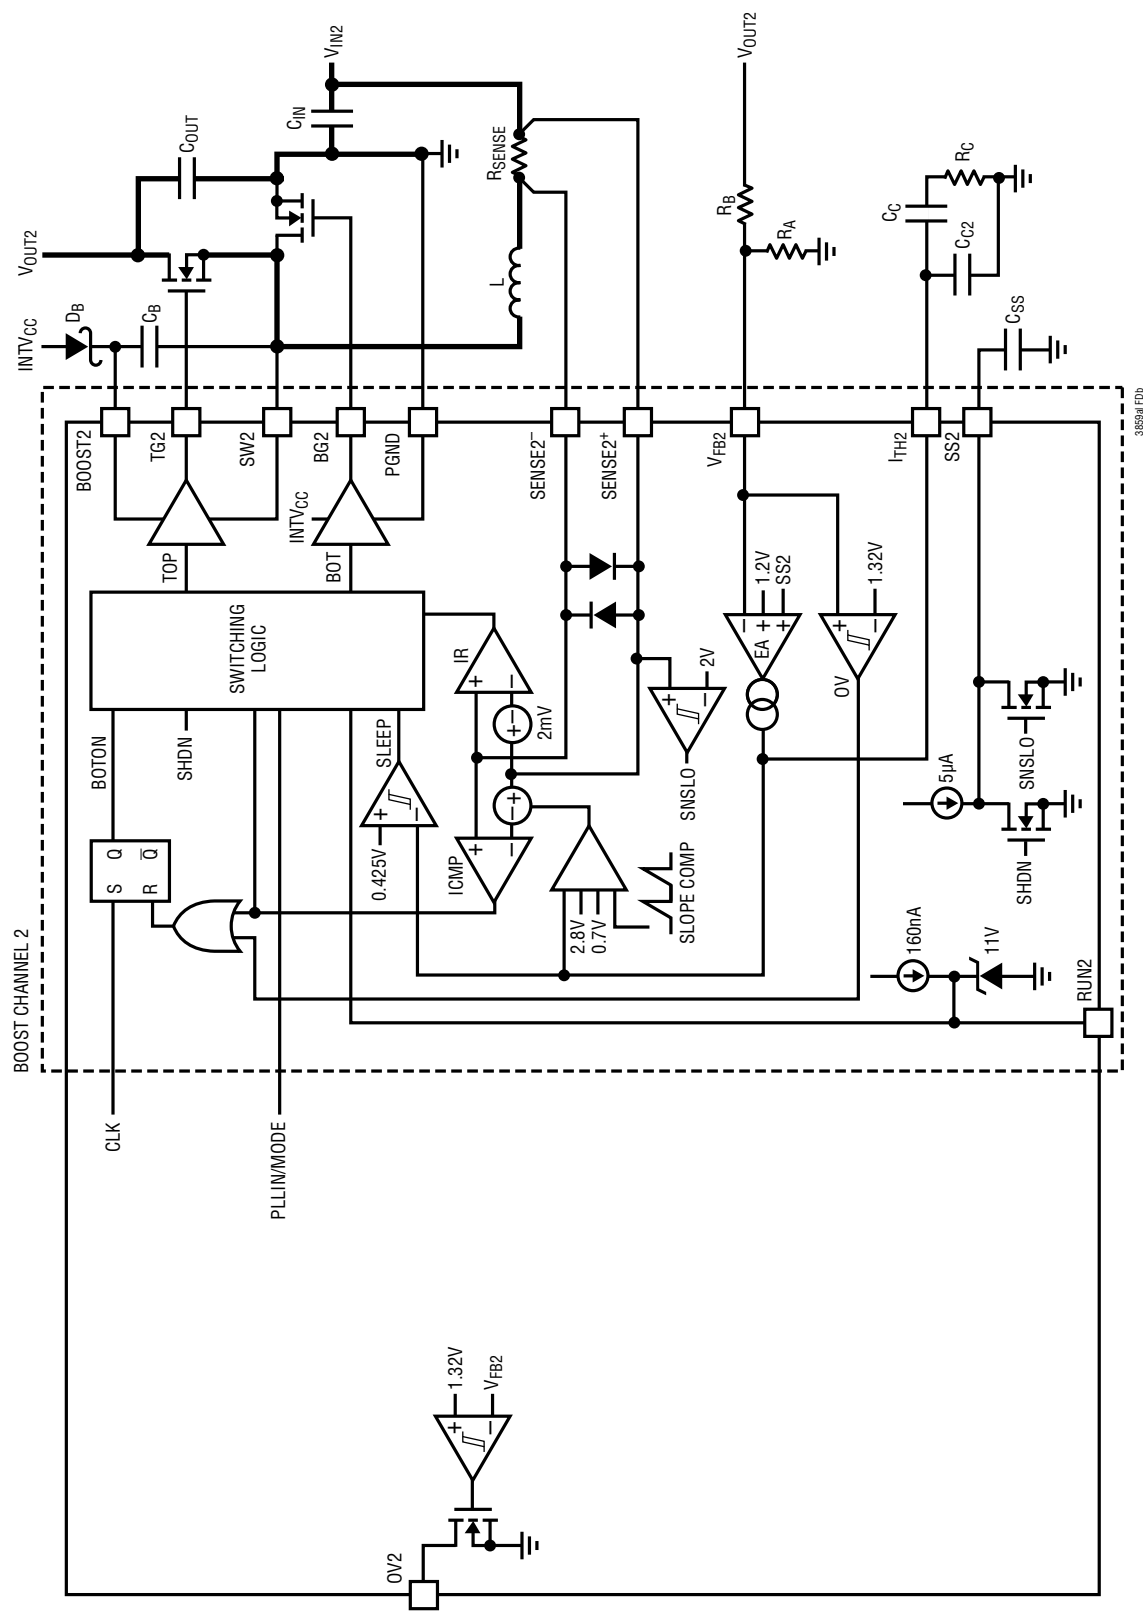 BOOST CHANNEL 2
VIN2
COUT
CIN
RSENSE
VOUT2
INTVCC
DB
CB
L
VOUT2
RB
RA
RC
CC
CC2
CSS
BOOST2
TG2
SW2
BG2
PGND
SENSE2–
SENSE2+
VFB2
ITH2
SS2
INTVCC
TOP
BOT
SWITCHING
LOGIC
BOTON
SHDN
SLEEP
S Q
R Q̅
0.425V
+
–
IR
+
–
– +
2mV
ICMP
+
–
– +
2.8V
0.7V
SLOPE COMP
SNSLO
+
–
2V
–
EA + +
1.2V
SS2
OV
+
–
1.32V
5µA
SNSLO
SHDN
160nA
11V
RUN2
CLK
PLLIN/MODE
1.32V
VFB2
+
–
OV2
3859al FDb